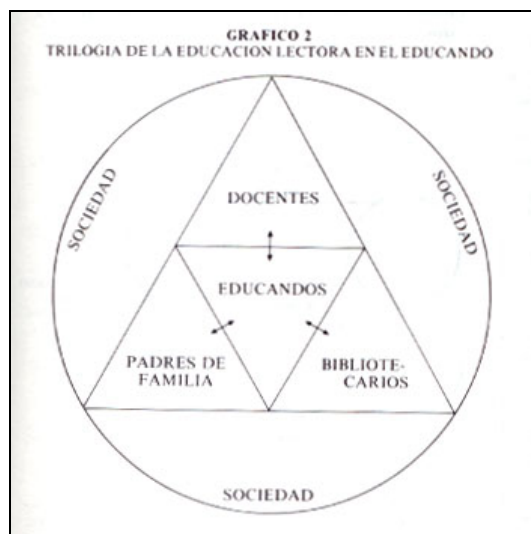 GRAFICO 2
TRILOGIA DE LA EDUCACION LECTORA EN EL EDUCANDO
SOCIEDAD
SOCIEDAD
DOCENTES
EDUCANDOS
PADRES DE
FAMILIA
BIBLIOTE-
CARIOS
SOCIEDAD